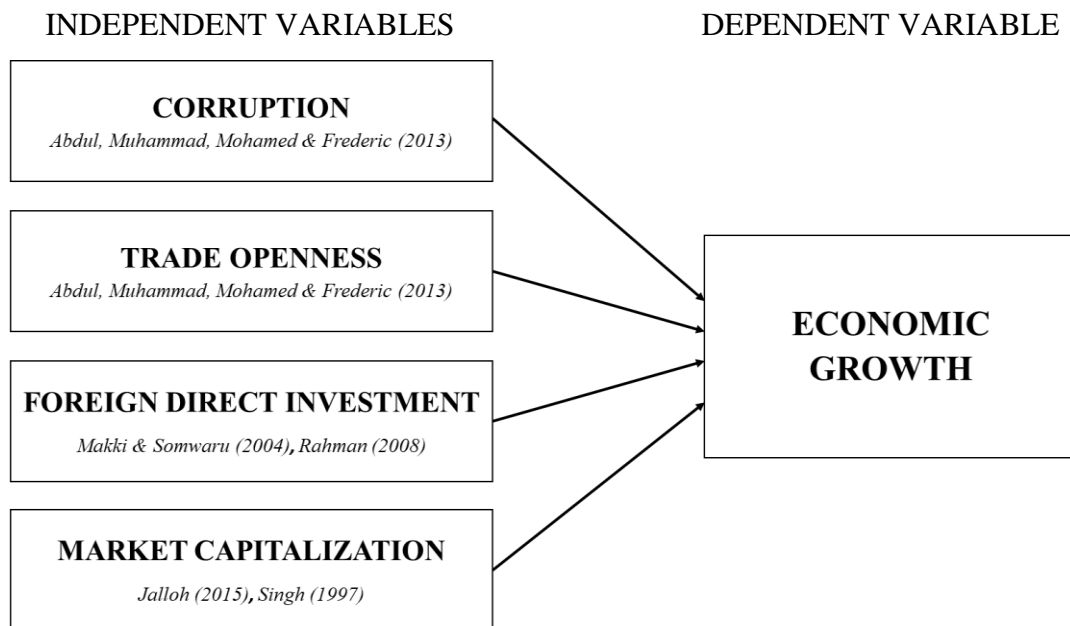 INDEPENDENT VARIABLES
DEPENDENT VARIABLE
CORRUPTION
Abdul, Muhammad, Mohamed & Frederic (2013)
TRADE OPENNESS
Abdul, Muhammad, Mohamed & Frederic (2013)
FOREIGN DIRECT INVESTMENT
Makki & Somwaru (2004), Rahman (2008)
MARKET CAPITALIZATION
Jalloh (2015), Singh (1997)
ECONOMIC
GROWTH